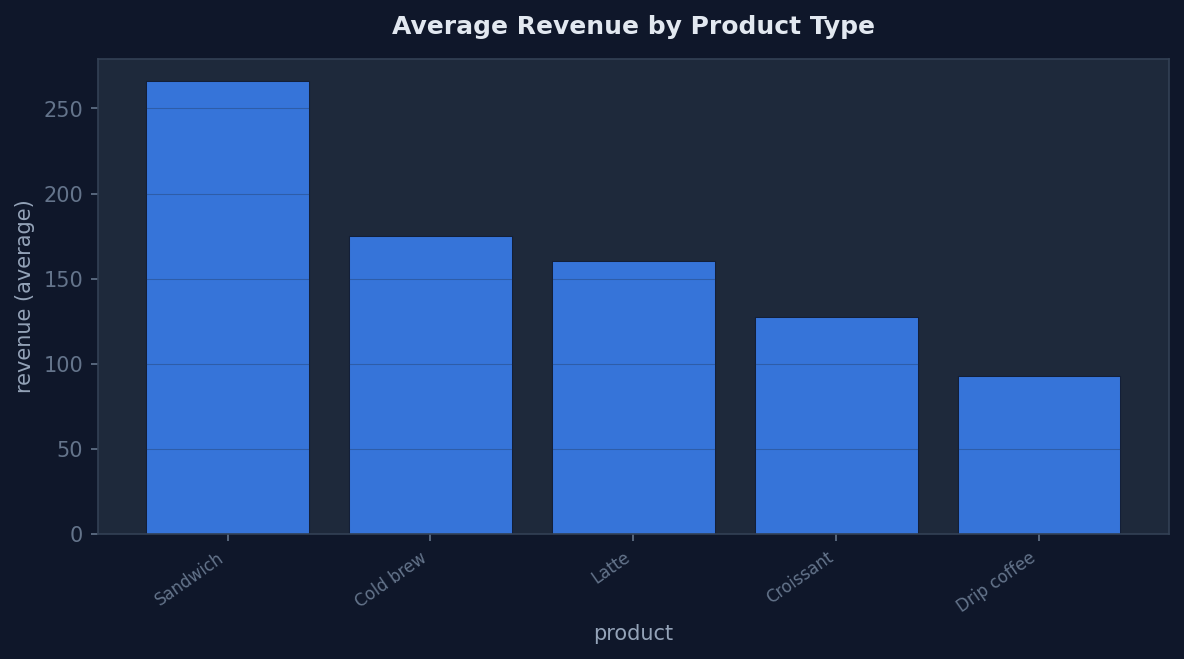 Average Revenue by Product Type
revenue (average)
250
200
150
100
50
0
Sandwich
Cold brew
Latte
Croissant
Drip coffee
product